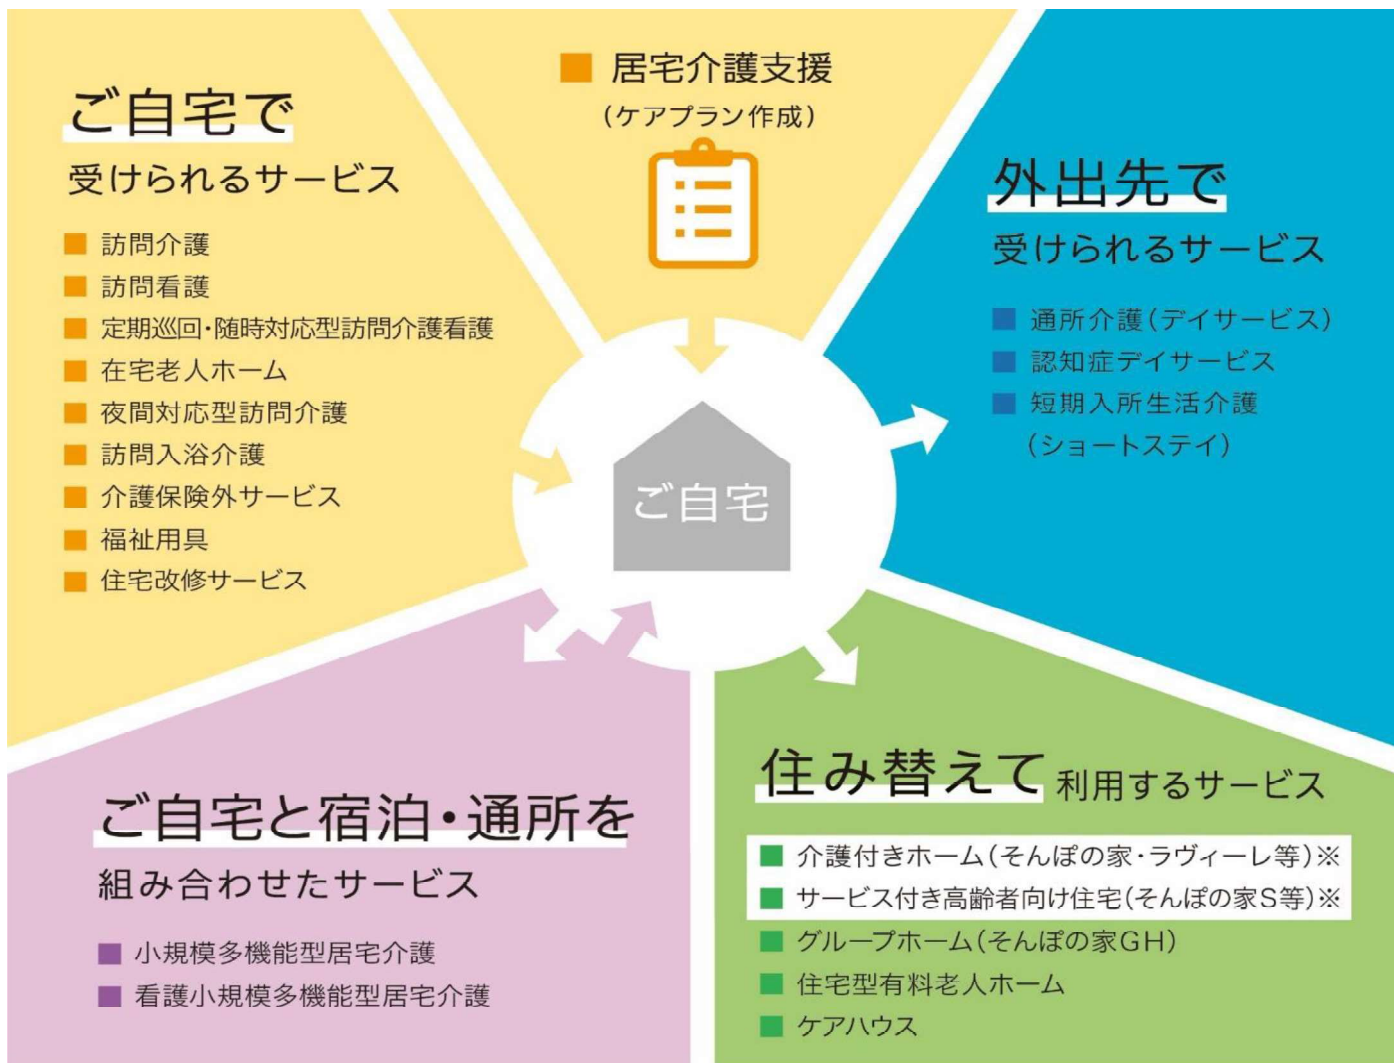 ご自宅で
受けられるサービス
訪問介護
訪問看護
定期巡回・随時対応型訪問介護看護
在宅老人ホーム
夜間対応型訪問介護
訪問入浴介護
介護保険外サービス
福祉用具
住宅改修サービス
居宅介護支援
(ケアプラン作成)
外出先で
受けられるサービス
通所介護(デイサービス)
認知症デイサービス
短期入所生活介護
(ショートステイ)
ご自宅
ご自宅と宿泊・通所を
組み合わせたサービス
小規模多機能型居宅介護
看護小規模多機能型居宅介護
住み替えて 利用するサービス
介護付きホーム(そんぽの家・ラヴィーレ等)※
サービス付き高齢者向け住宅(そんぽの家S等)※
グループホーム(そんぽの家GH)
住宅型有料老人ホーム
ケアハウス